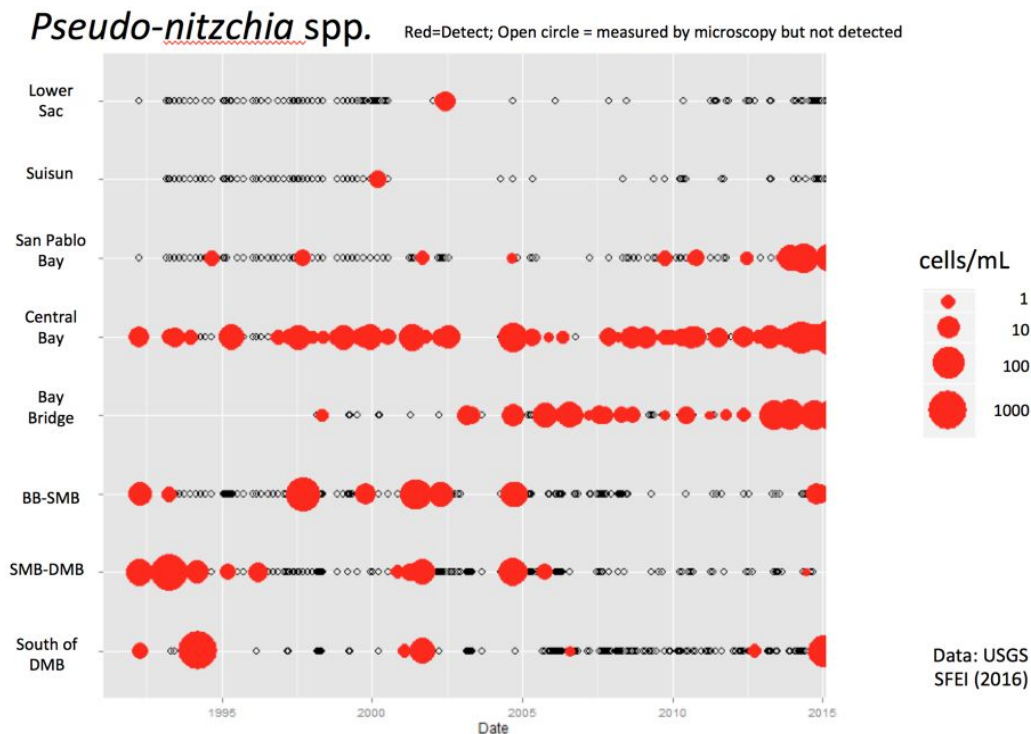 Pseudo-nitzchia spp.
Red=Detect; Open circle = measured by microscopy but not detected
Lower
Sac
Suisun
San Pablo
Bay
Central
Bay
Bay
Bridge
BB-SMB
SMB-DMB
South of
DMB
1995
2000
2005
2010
2015
Date
cells/mL
1
10
100
1000
Data: USGS
SFEI (2016)